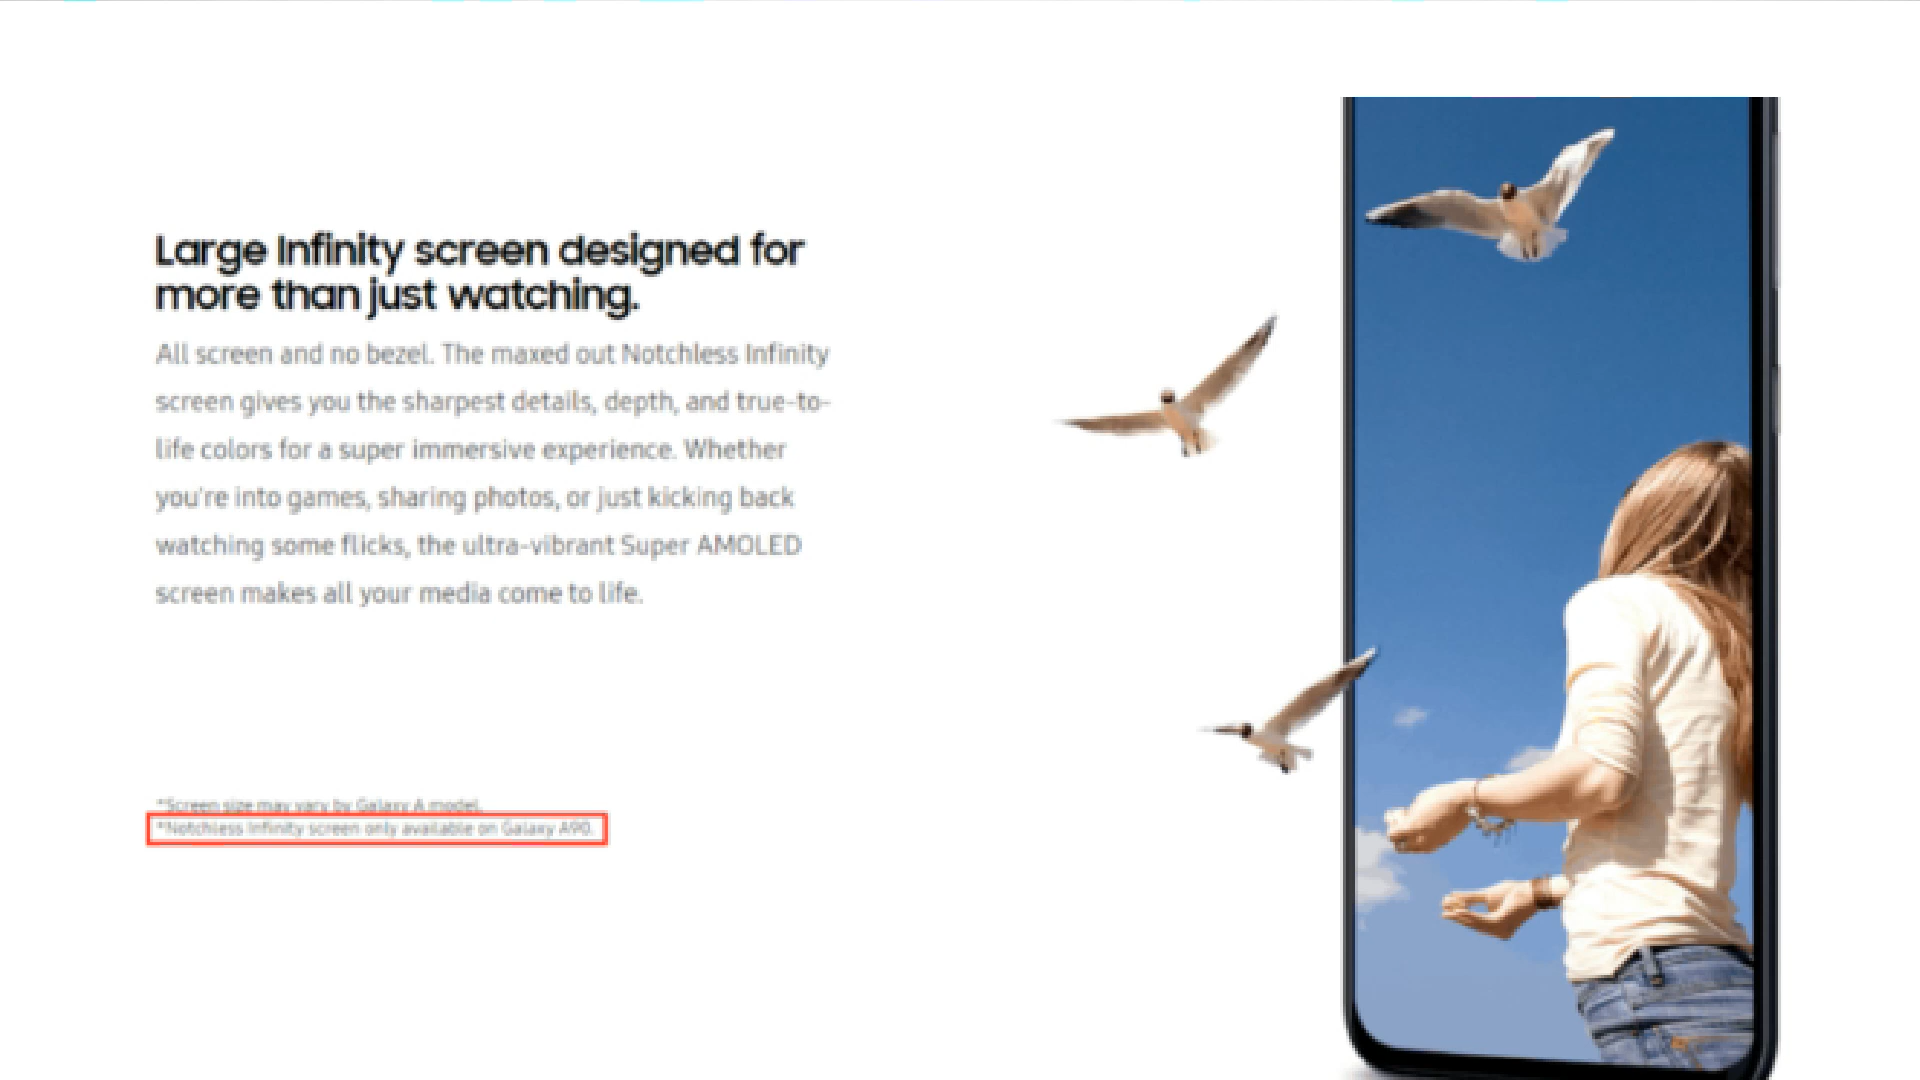 Large Infinity screen designed for
more than just watching.
All screen and no bezel. The maxed out Notchless Infinity
screen gives you the sharpest details, depth, and true-to-
life colors for a super immersive experience. Whether
you're into games, sharing photos, or just kicking back
watching some flicks, the ultra-vibrant Super AMOLED
screen makes all your media come to life.
*Screen size may vary by Galaxy A model.
*Notchless Infinity screen only available on Galaxy A90.